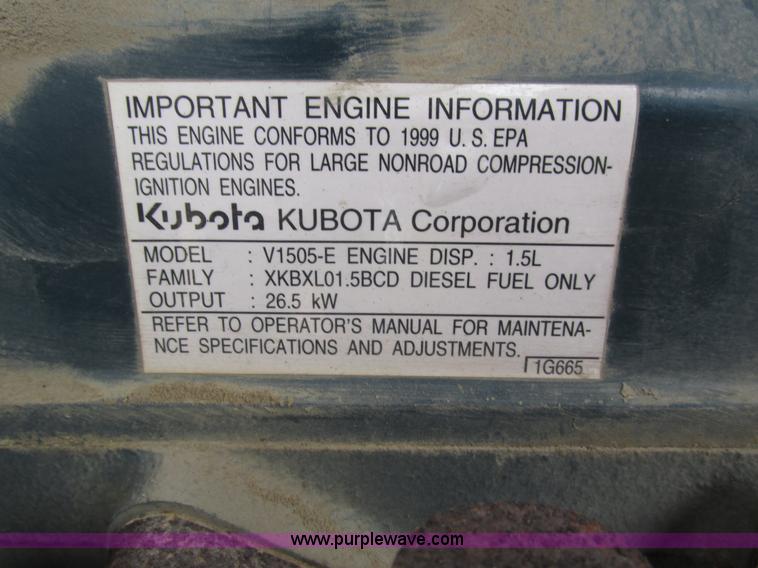 IMPORTANT ENGINE INFORMATION
THIS ENGINE CONFORMS TO 1999 U.S. EPA
REGULATIONS FOR LARGE NONROAD COMPRESSION-
IGNITION ENGINES.
Kubota KUBOTA Corporation
MODEL : V1505-E ENGINE DISP. : 1.5L
FAMILY : XKBXL01.5BCD DIESEL FUEL ONLY
OUTPUT : 26.5 kW
REFER TO OPERATOR'S MANUAL FOR MAINTENA-
NCE SPECIFICATIONS AND ADJUSTMENTS.
1G665
www.purplewave.com